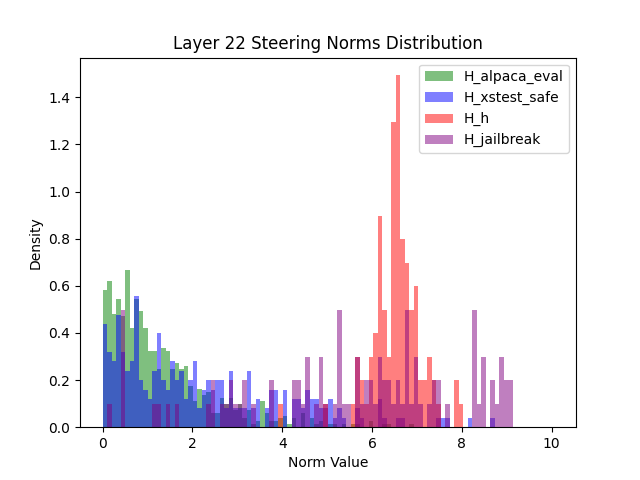 Layer 22 Steering Norms Distribution
H_alpaca_eval
H_xstest_safe
H_h
H_jailbreak
1.4
1.2
1.0
0.8
0.6
0.4
0.2
0.0
Density
0 2 4 6 8 10
Norm Value